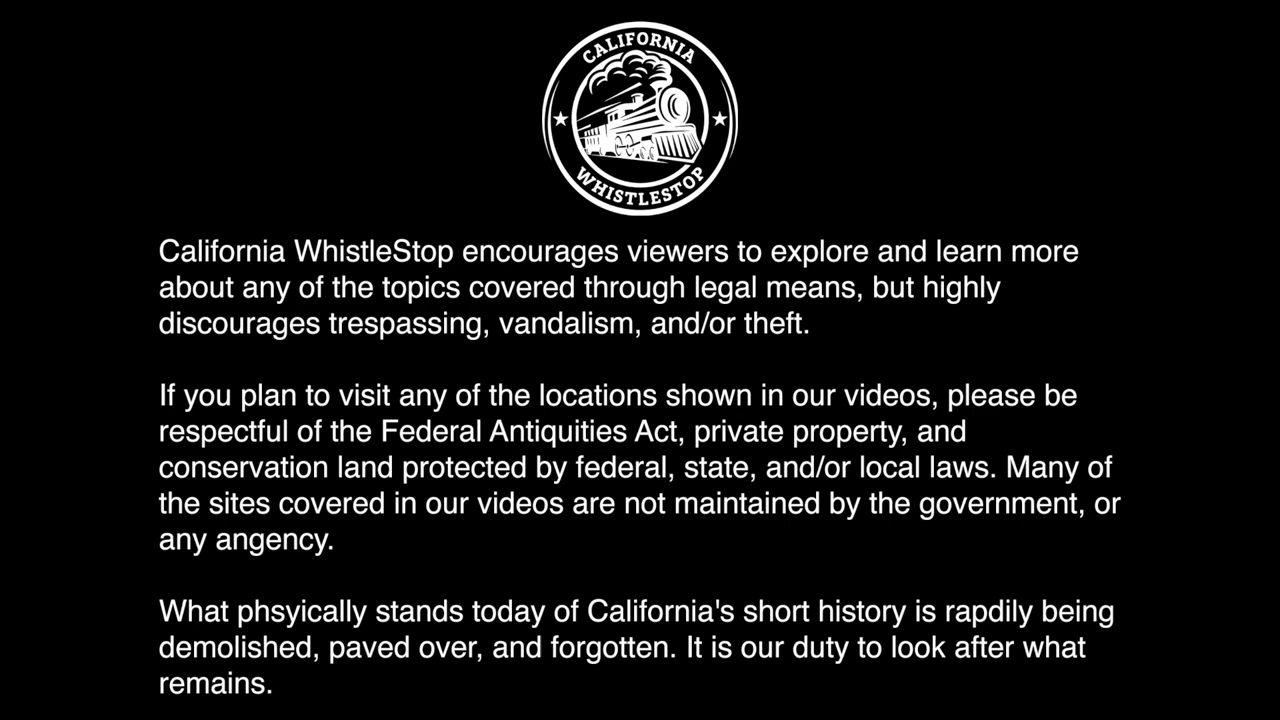 CALIFORNIA
WHISTLESTOP
California WhistleStop encourages viewers to explore and learn more
about any of the topics covered through legal means, but highly
discourages trespassing, vandalism, and/or theft.
If you plan to visit any of the locations shown in our videos, please be
respectful of the Federal Antiquities Act, private property, and
conservation land protected by federal, state, and/or local laws. Many of
the sites covered in our videos are not maintained by the government, or
any angency.
What phsyically stands today of California's short history is rapdily being
demolished, paved over, and forgotten. It is our duty to look after what
remains.